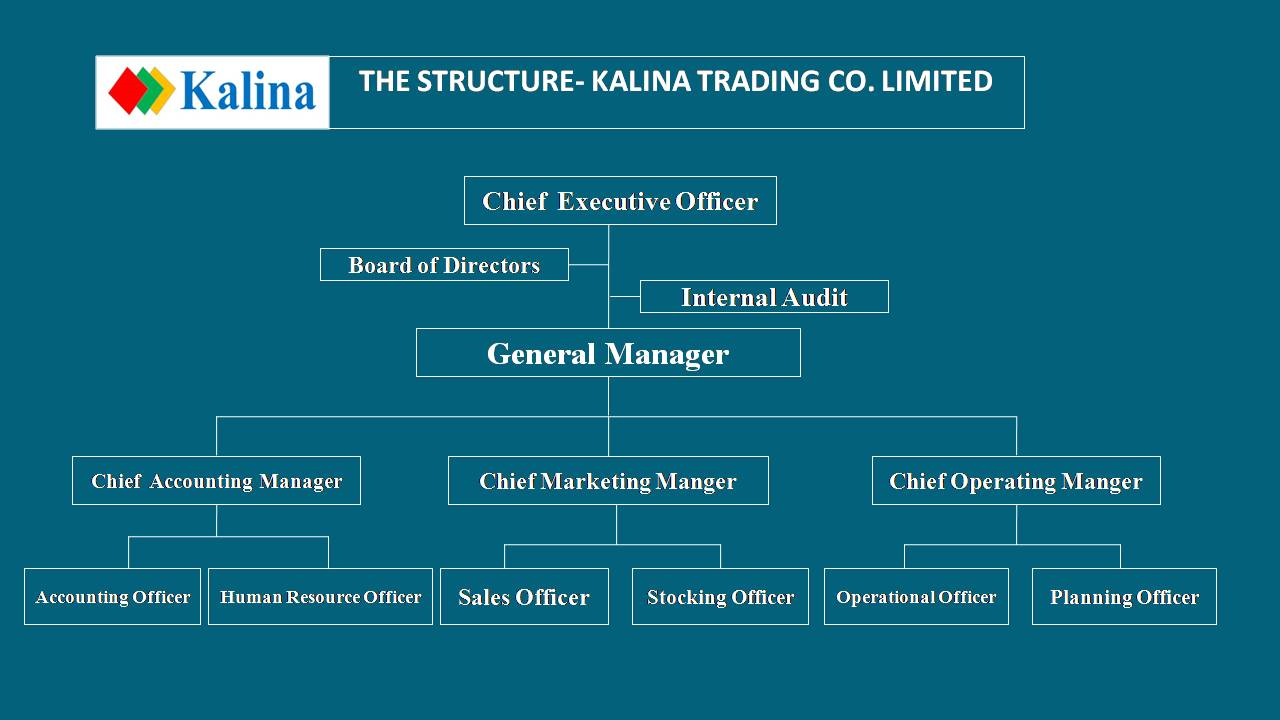 Kalina
THE STRUCTURE- KALINA TRADING CO. LIMITED
Chief Executive Officer
Board of Directors
Internal Audit
General Manager
Chief Accounting Manager
Chief Marketing Manger
Chief Operating Manger
Accounting Officer
Human Resource Officer
Sales Officer
Stocking Officer
Operational Officer
Planning Officer